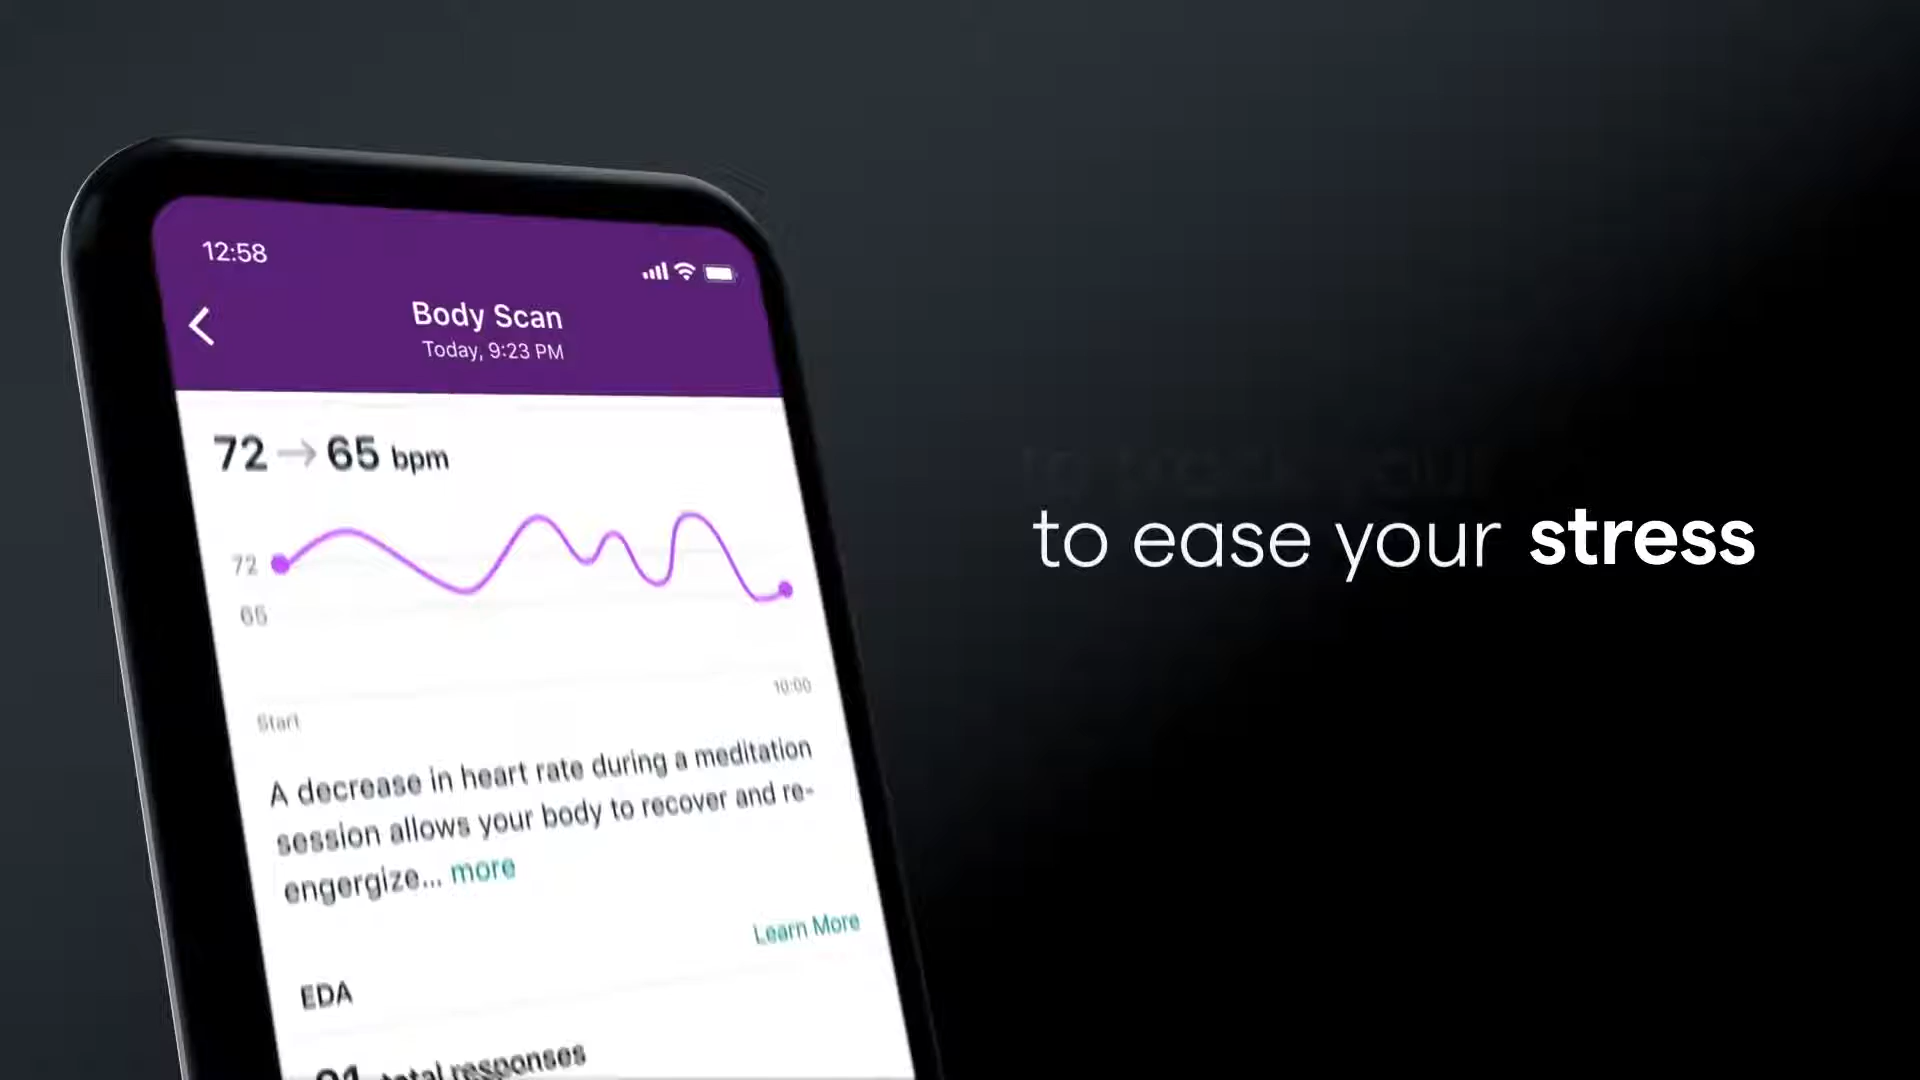 12:58
Body Scan
Today, 9:23 PM
72 → 65 bpm
72
65
10:00
Start
A decrease in heart rate during a meditation
session allows your body to recover and re-
engergize... more
Learn More
EDA
total responses
to ease your stress